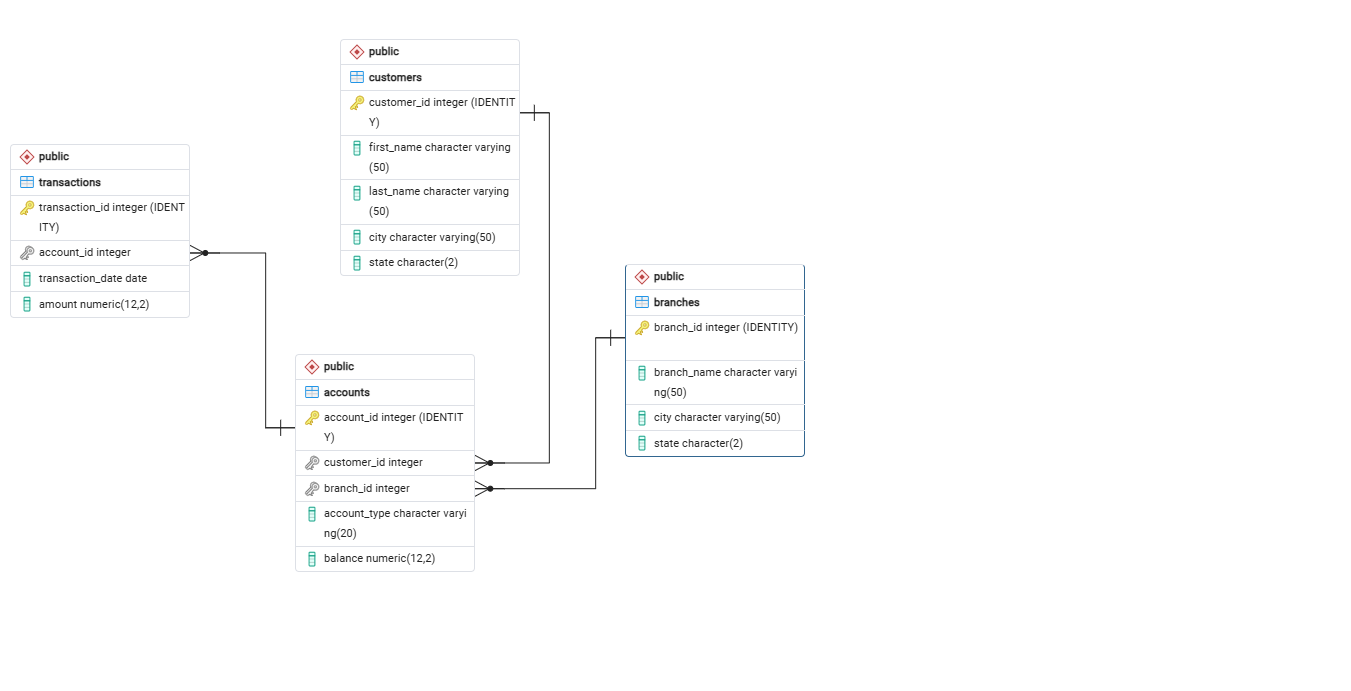 public
customers
customer_id integer (IDENTIT
Y)
first_name character varying
(50)
last_name character varying
(50)
city character varying(50)
state character(2)
public
transactions
transaction_id integer (IDENT
ITY)
account_id integer
transaction_date date
amount numeric(12,2)
public
branches
branch_id integer (IDENTITY)
branch_name character varyi
ng(50)
city character varying(50)
state character(2)
public
accounts
account_id integer (IDENTIT
Y)
customer_id integer
branch_id integer
account_type character varyi
ng(20)
balance numeric(12,2)